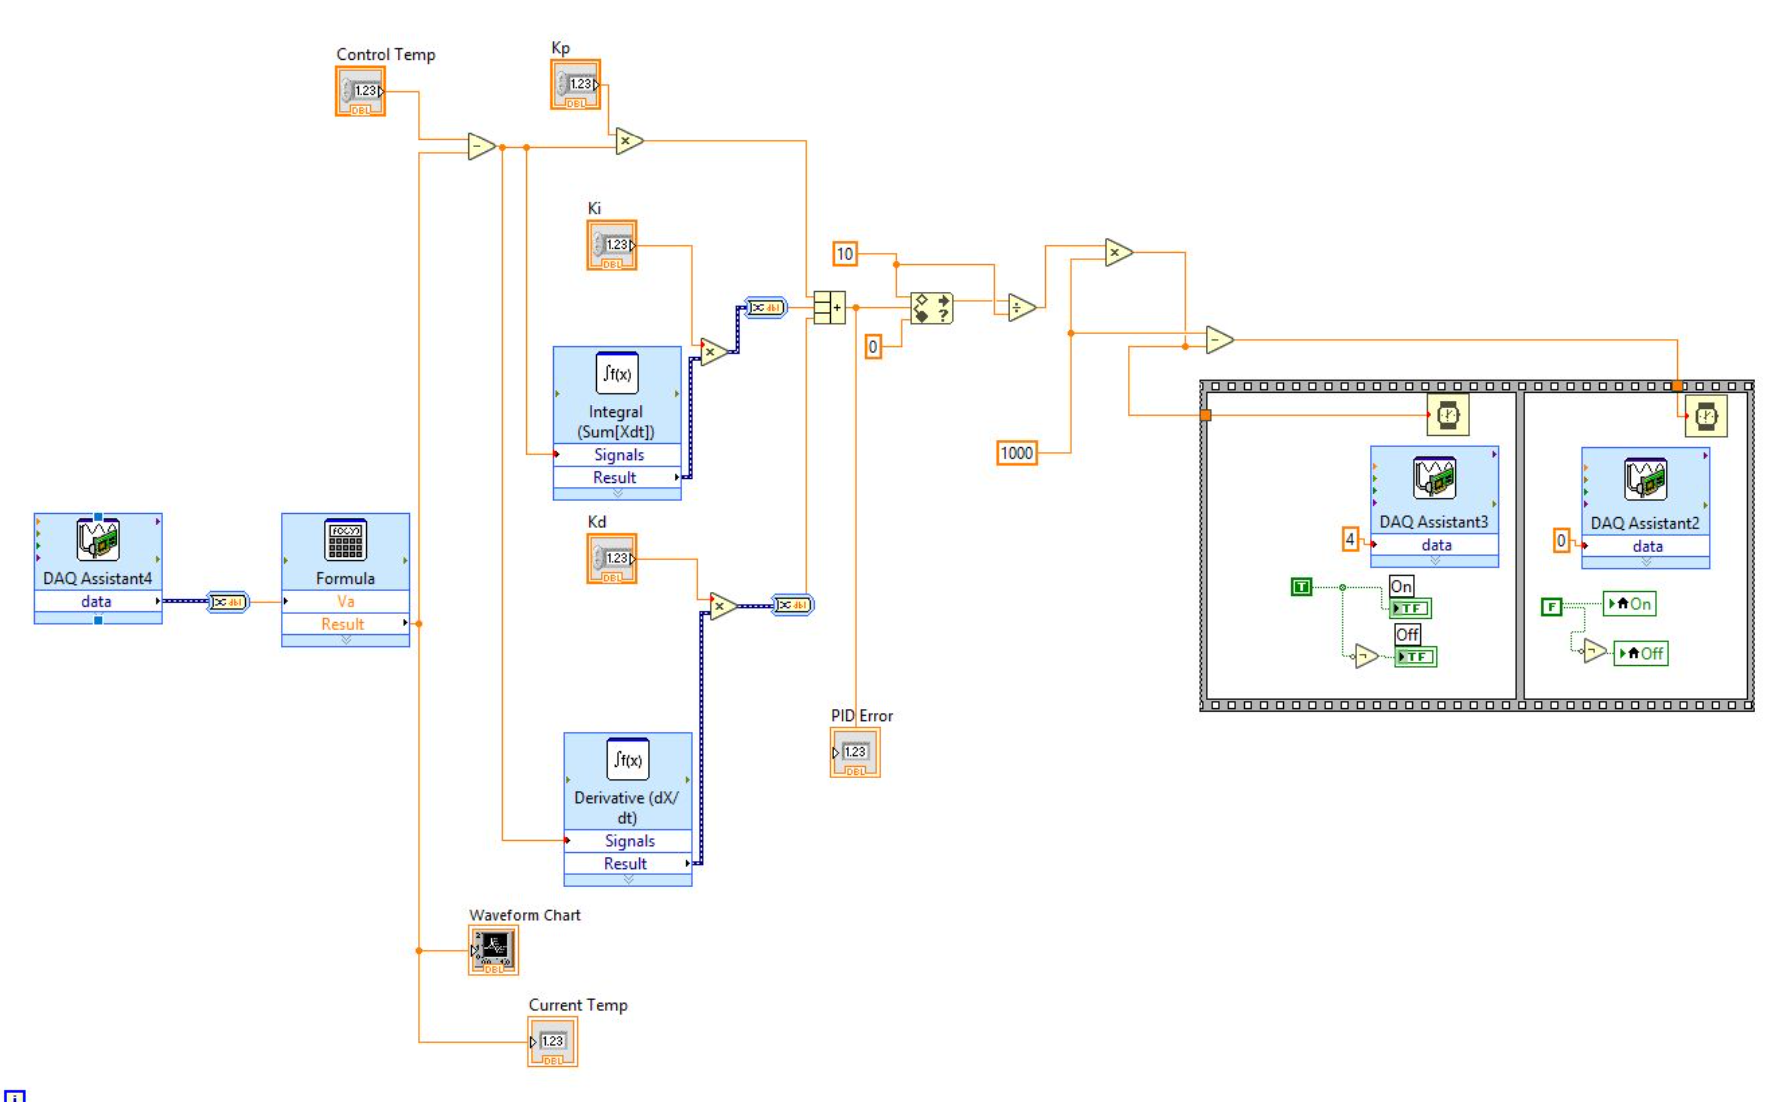 Control Temp
1.23
DBL
Kp
1.23
DBL
-
×
Ki
1.23
DBL
×
dbl
+
10
?
0
÷
×
-
1000
∫f(x)
Integral
(Sum[Xdt])
Signals
Result
Kd
1.23
DBL
×
dbl
DAQ Assistant4
data
dbl
f(x,y)
Formula
Va
Result
∫f(x)
Derivative (dX/
dt)
Signals
Result
PID Error
1.23
DBL
Waveform Chart
DBL
Current Temp
1.23
DBL
DAQ Assistant3
4
data
T
On
TF
Off
TF
DAQ Assistant2
0
data
F
On
Off
i